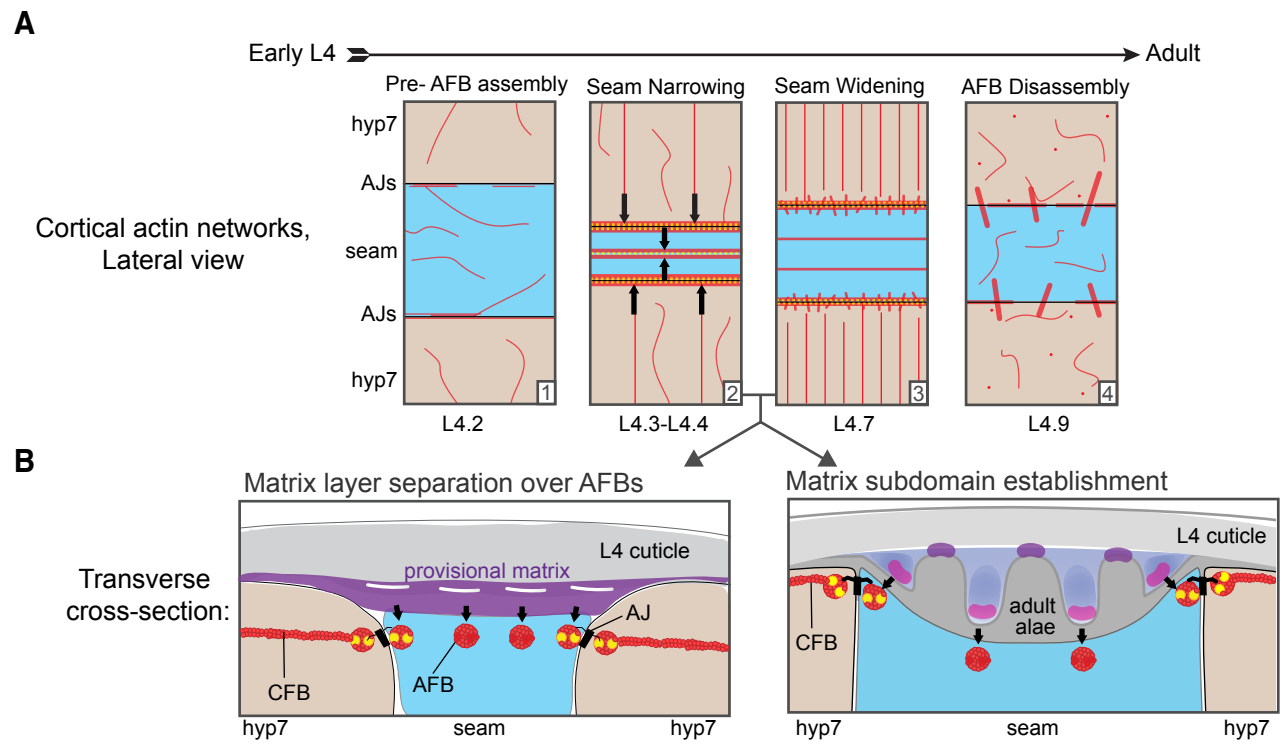 A
Early L4
Adult
Pre- AFB assembly
Seam Narrowing
Seam Widening
AFB Disassembly
Cortical actin networks,
Lateral view
hyp7
AJs
seam
AJs
hyp7
1
2
3
4
L4.2
L4.3-L4.4
L4.7
L4.9
B
Matrix layer separation over AFBs
Matrix subdomain establishment
Transverse
cross-section:
L4 cuticle
provisional matrix
AJ
CFB
AFB
hyp7
seam
hyp7
L4 cuticle
adult
alae
CFB
hyp7
seam
hyp7